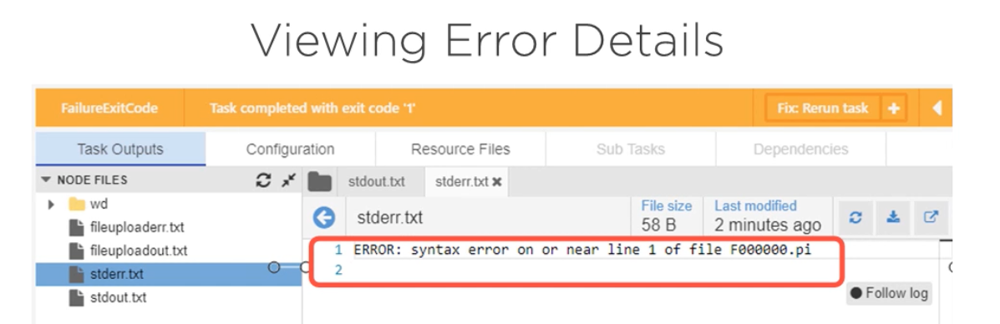 Viewing Error Details
FailureExitCode Task completed with exit code '1' Fix: Rerun task +
Task Outputs Configuration Resource Files Sub Tasks Dependencies
NODE FILES stdout.txt stderr.txt ✖
wd
stderr.txt File size 58 B Last modified 2 minutes ago
fileuploaderr.txt
fileuploadout.txt
stderr.txt
stdout.txt
1 ERROR: syntax error on or near line 1 of file F000000.pi
2
Follow log